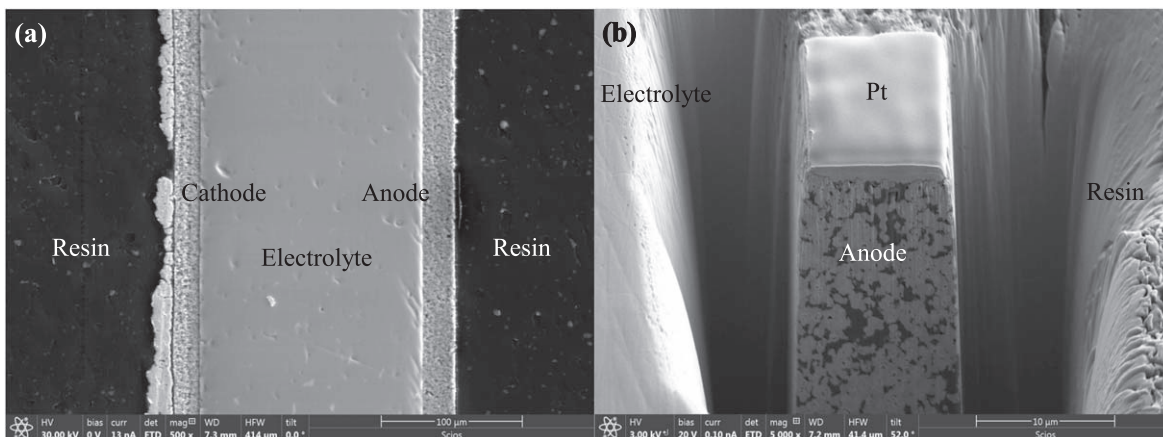 (a)
Cathode
Anode
Resin
Electrolyte
Resin
HV bias curr det mag WD HFW tilt 100 μm
30.00 kV 0 V 13 nA ETD 500 x 7.3 mm 414 μm 0.0 ° Scios
(b)
Electrolyte
Pt
Resin
Anode
HV bias curr det mag WD HFW tilt 10 μm
3.00 kV 20 V 0.10 nA ETD 5 000 x 7.2 mm 41.4 μm 52.0 ° Scios